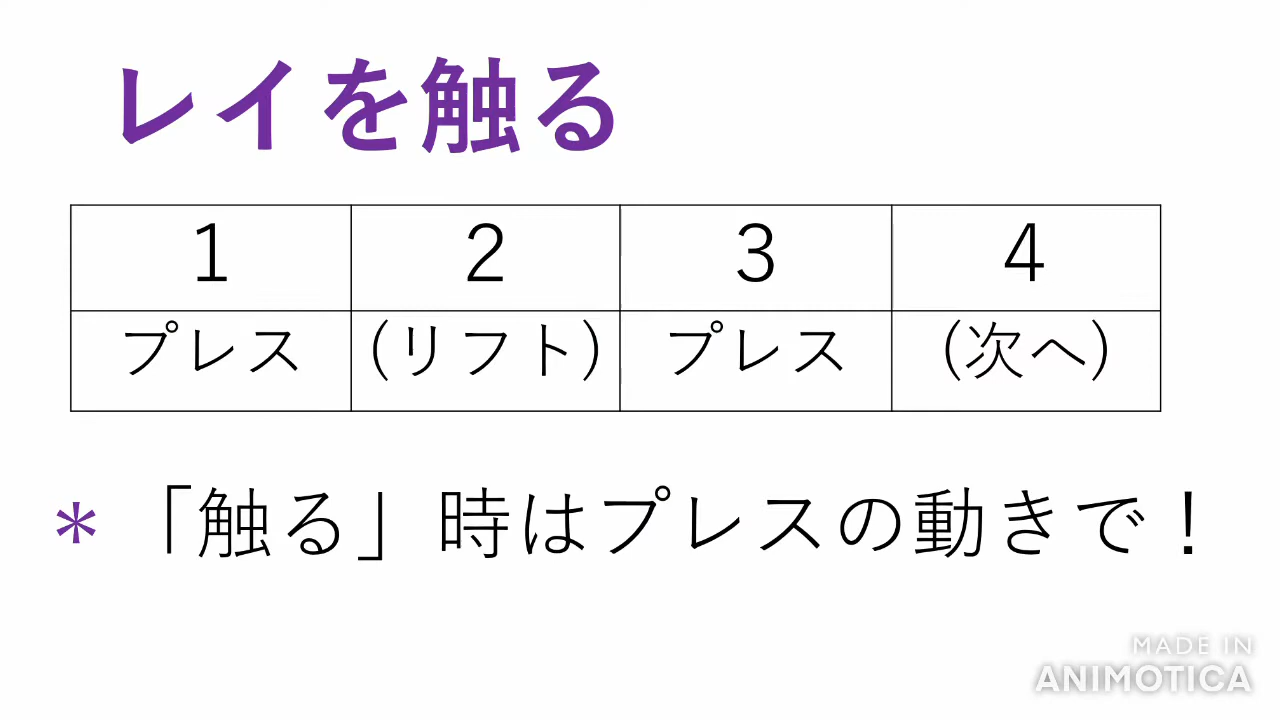 レイを触る
1 2 3 4
プレス (リフト) プレス (次へ)
* 「触る」時はプレスの動きで！
MADE IN
ANIMOTICA